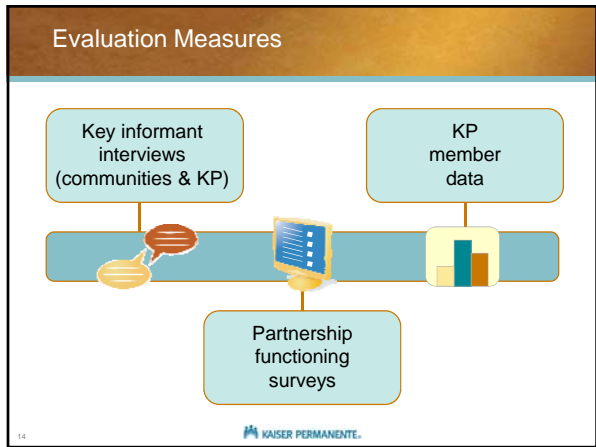 Evaluation Measures
Key informant
interviews
(communities & KP)
KP
member
data
Partnership
functioning
surveys
14
KAISER PERMANENTE®